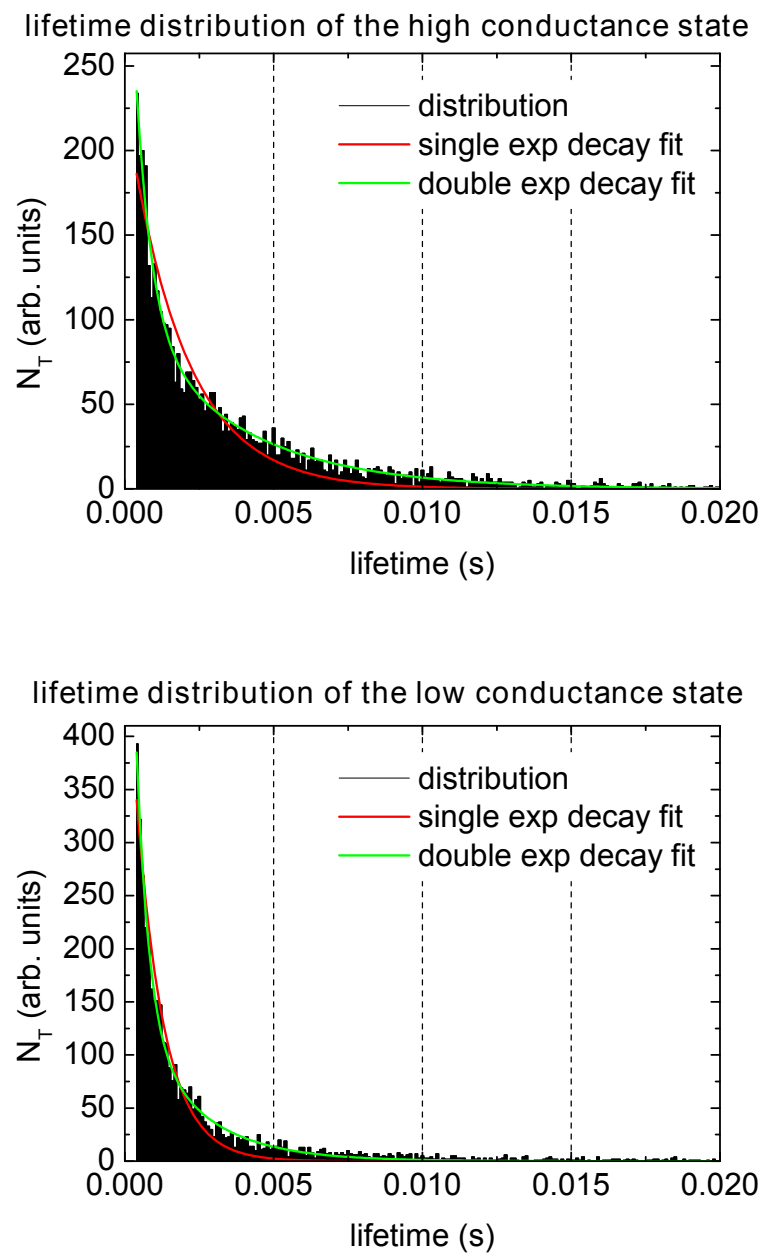 lifetime distribution of the high conductance state
250
200
150
100
50
0
N_T (arb. units)
distribution
single exp decay fit
double exp decay fit
0.000 0.005 0.010 0.015 0.020
lifetime (s)
lifetime distribution of the low conductance state
400
350
300
250
200
150
100
50
0
N_T (arb. units)
distribution
single exp decay fit
double exp decay fit
0.000 0.005 0.010 0.015 0.020
lifetime (s)